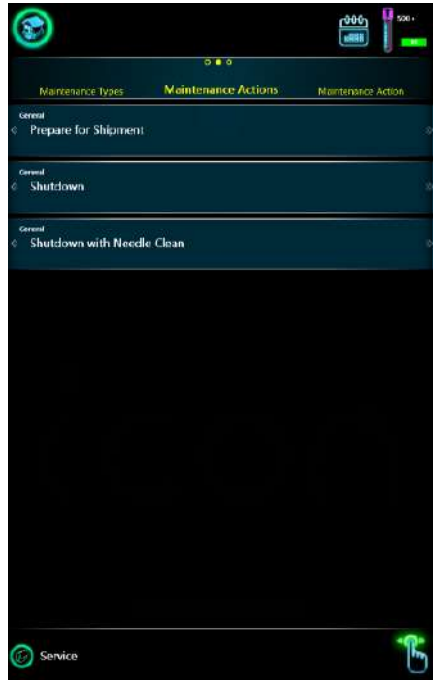 500+
Maintenance Types
Maintenance Actions
Maintenance Action
General
Prepare for Shipment
General
Shutdown
General
Shutdown with Needle Clean
Service